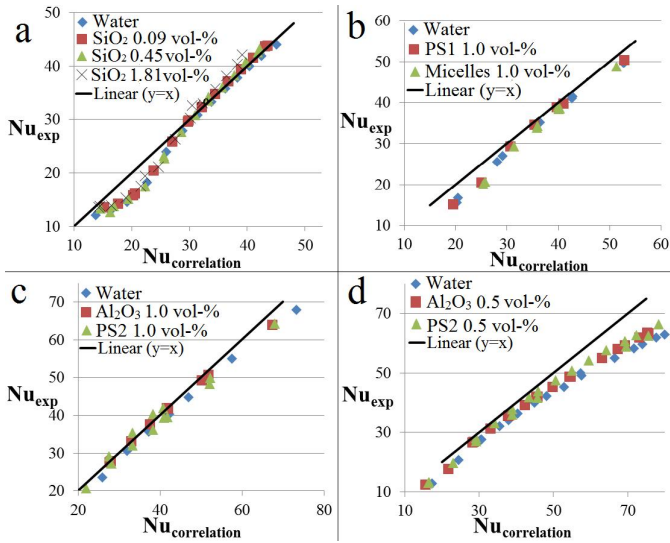 a
Water
SiO₂ 0.09 vol-%
SiO₂ 0.45 vol-%
SiO₂ 1.81vol-%
Linear (y=x)
Nuexp
50
40
30
20
10
10 20 30 40 50
Nucorrelation
b
Water
PS1 1.0 vol-%
Micelles 1.0 vol-%
Linear (y=x)
Nuexp
60
50
40
30
20
10
10 20 30 40 50 60
Nucorrelation
c
Water
Al₂O₃ 1.0 vol-%
PS2 1.0 vol-%
Linear (y=x)
Nuexp
70
60
50
40
30
20
20 40 60 80
Nucorrelation
d
Water
Al₂O₃ 0.5 vol-%
PS2 0.5 vol-%
Linear (y=x)
Nuexp
70
50
30
10
10 30 50 70
Nucorrelation